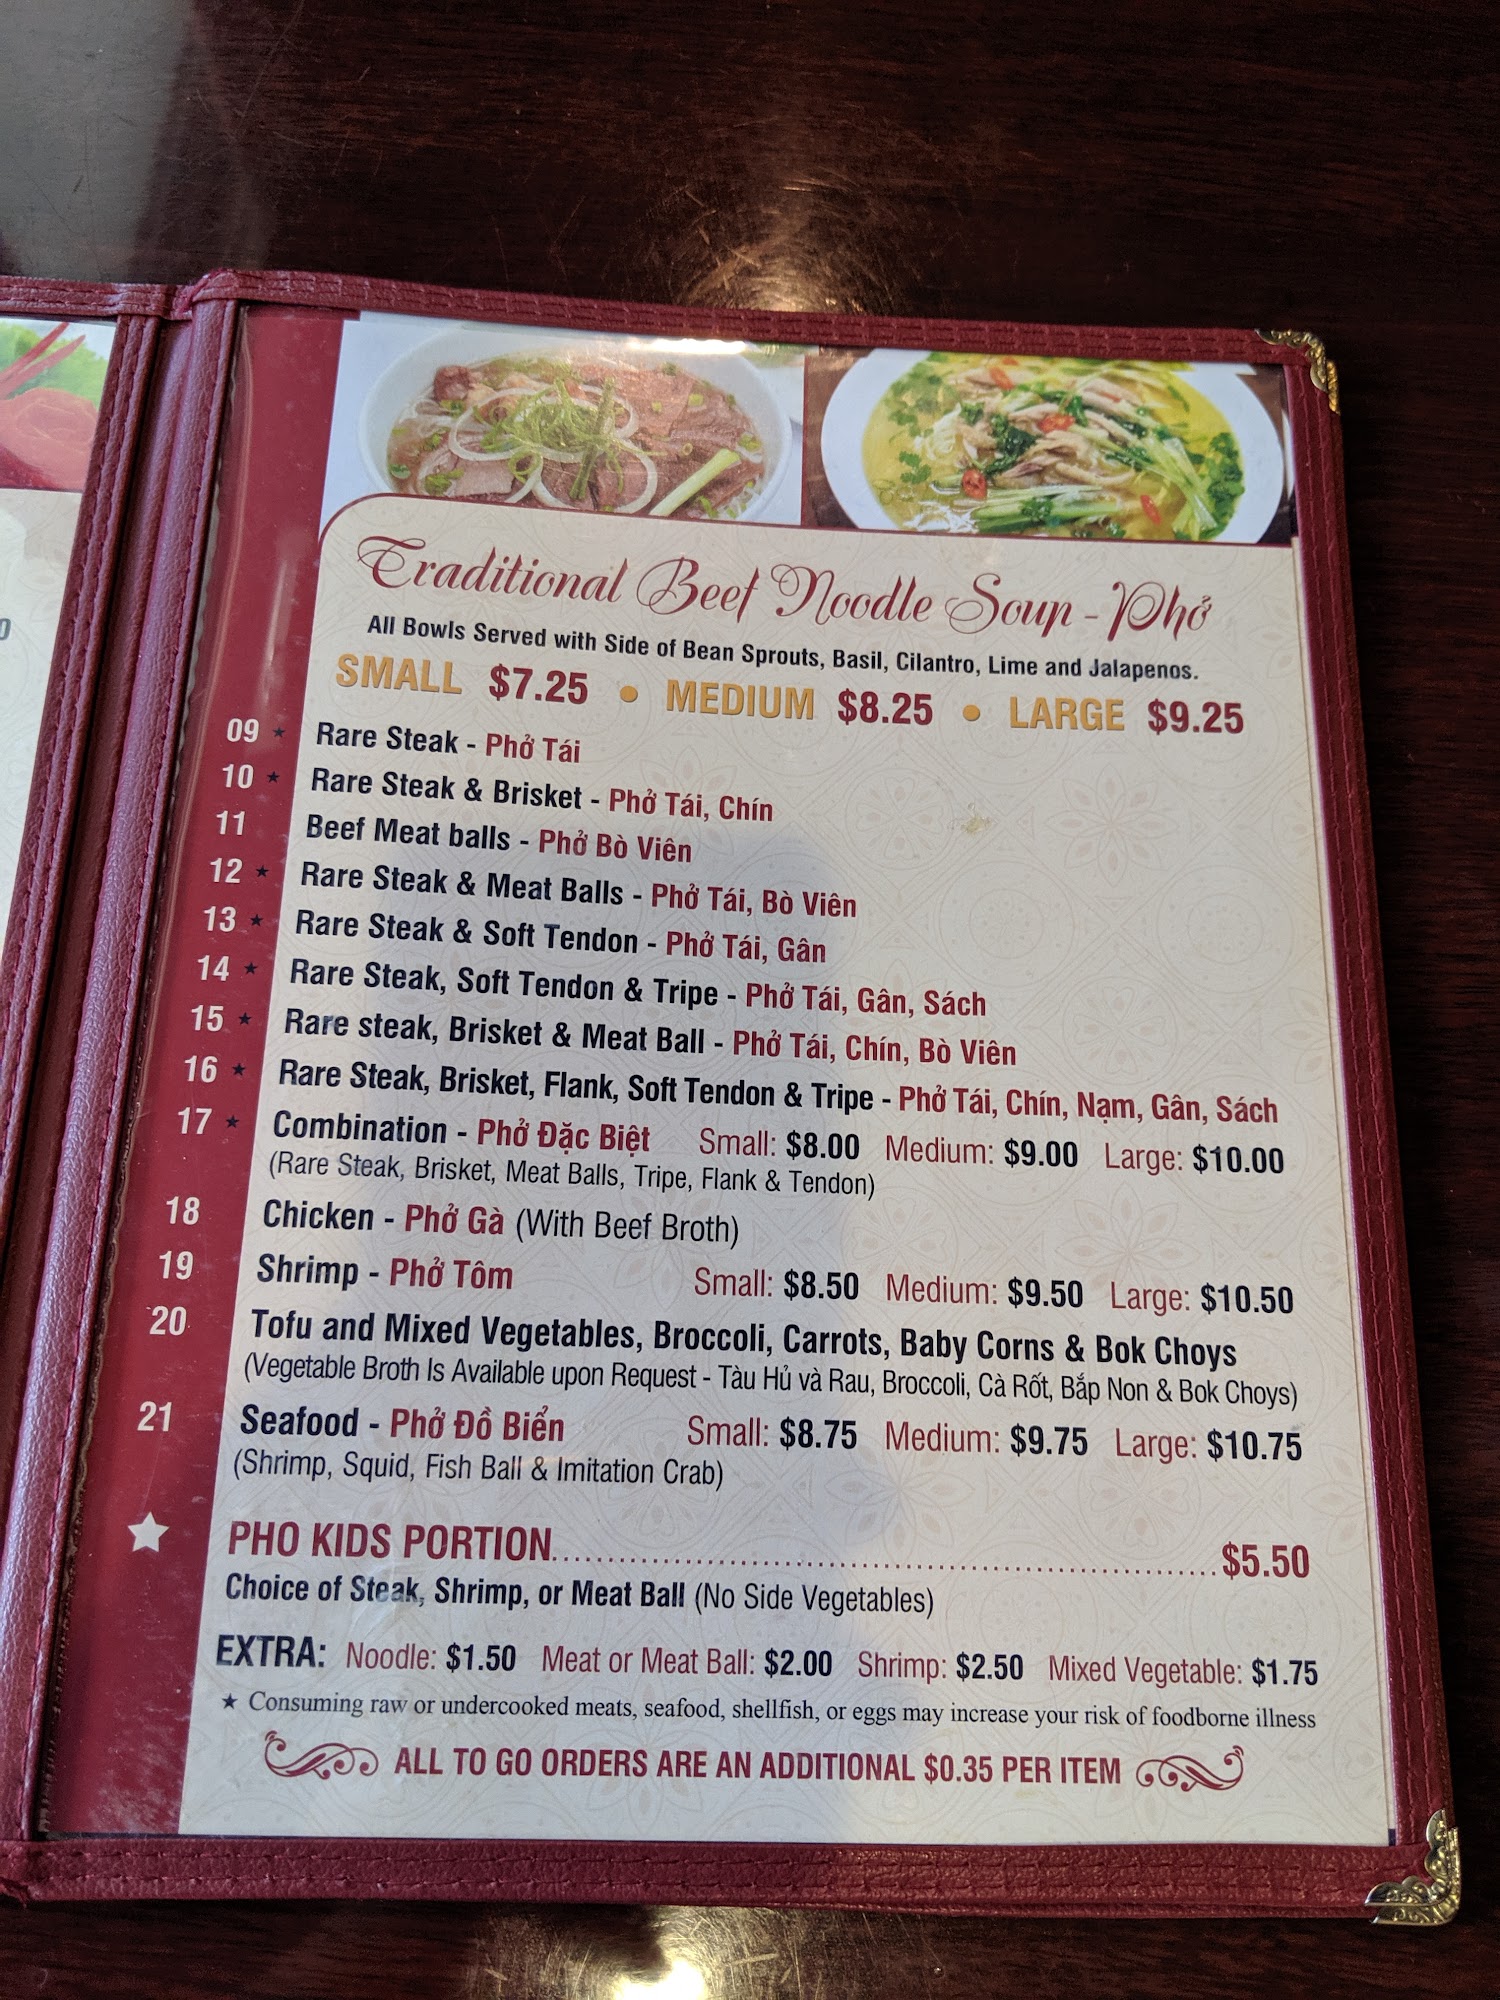 Traditional Beef Noodle Soup - Phở
All Bowls Served with Side of Bean Sprouts, Basil, Cilantro, Lime and Jalapenos.
SMALL $7.25 • MEDIUM $8.25 • LARGE $9.25
09 ★ Rare Steak - Phở Tái
10 ★ Rare Steak & Brisket - Phở Tái, Chín
11 Beef Meat balls - Phở Bò Viên
12 ★ Rare Steak & Meat Balls - Phở Tái, Bò Viên
13 ★ Rare Steak & Soft Tendon - Phở Tái, Gân
14 ★ Rare Steak, Soft Tendon & Tripe - Phở Tái, Gân, Sách
15 ★ Rare steak, Brisket & Meat Ball - Phở Tái, Chín, Bò Viên
16 ★ Rare Steak, Brisket, Flank, Soft Tendon & Tripe - Phở Tái, Chín, Nạm, Gân, Sách
17 ★ Combination - Phở Đặc Biệt Small: $8.00 Medium: $9.00 Large: $10.00
(Rare Steak, Brisket, Meat Balls, Tripe, Flank & Tendon)
18 Chicken - Phở Gà (With Beef Broth)
19 Shrimp - Phở Tôm Small: $8.50 Medium: $9.50 Large: $10.50
20 Tofu and Mixed Vegetables, Broccoli, Carrots, Baby Corns & Bok Choys
(Vegetable Broth Is Available upon Request - Tàu Hủ và Rau, Broccoli, Cà Rốt, Bắp Non & Bok Choys)
21 Seafood - Phở Đồ Biển Small: $8.75 Medium: $9.75 Large: $10.75
(Shrimp, Squid, Fish Ball & Imitation Crab)
★ PHO KIDS PORTION........................................................$5.50
Choice of Steak, Shrimp, or Meat Ball (No Side Vegetables)
EXTRA: Noodle: $1.50 Meat or Meat Ball: $2.00 Shrimp: $2.50 Mixed Vegetable: $1.75
★ Consuming raw or undercooked meats, seafood, shellfish, or eggs may increase your risk of foodborne illness
ALL TO GO ORDERS ARE AN ADDITIONAL $0.35 PER ITEM